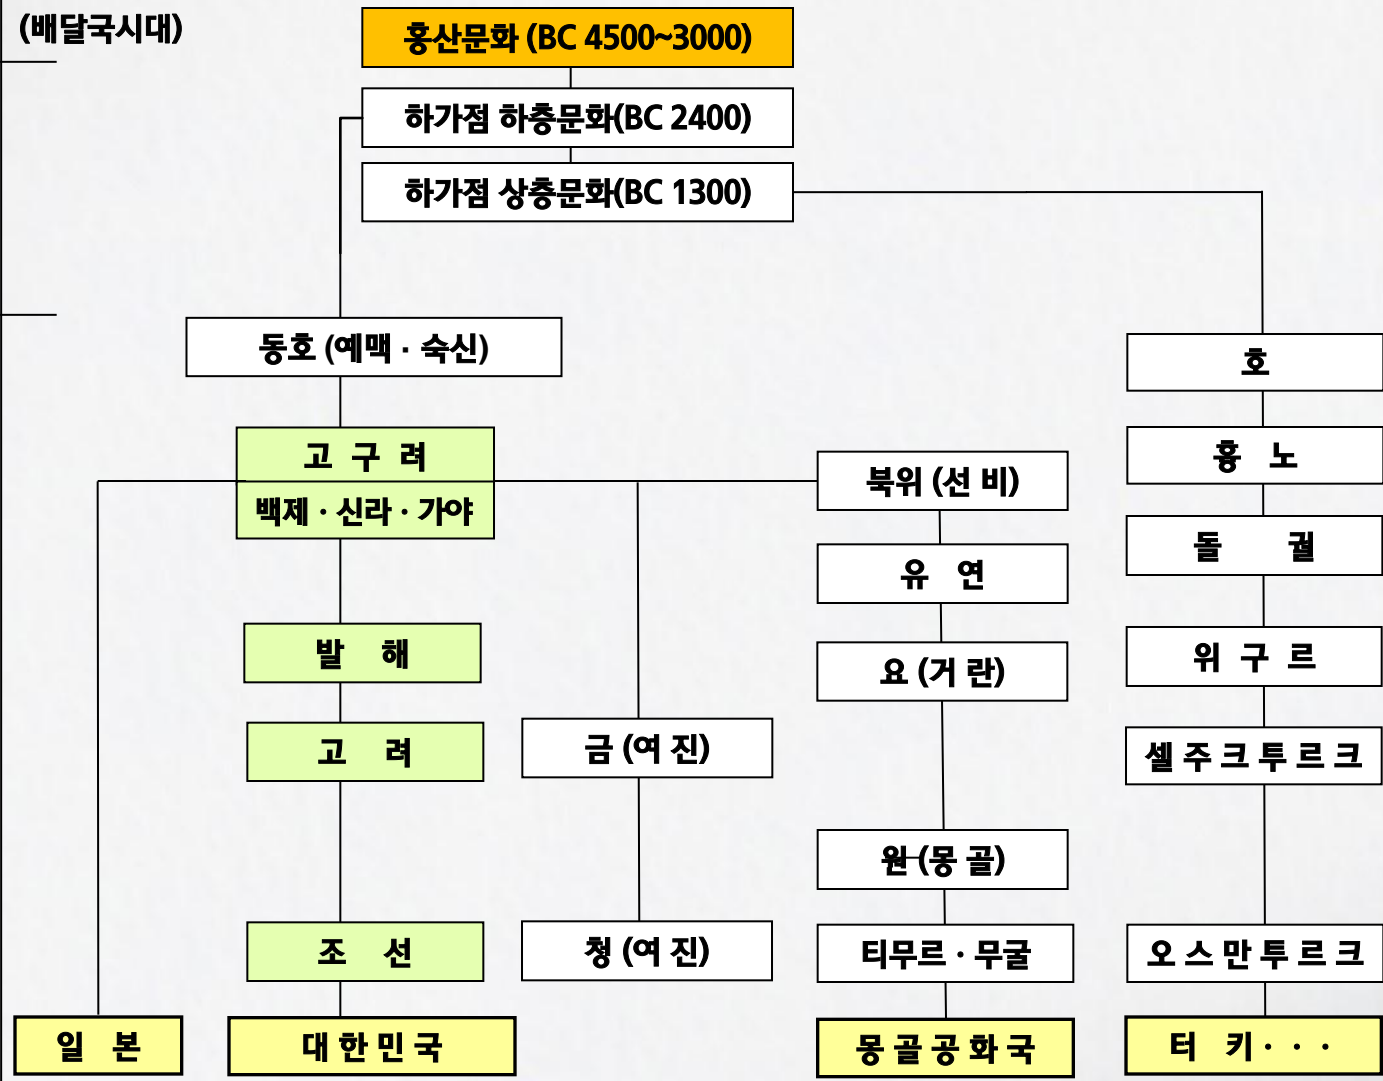 (배달국시대)
홍산문화 (BC 4500~3000)
하가점 하층문화(BC 2400)
하가점 상층문화(BC 1300)
동호 (예맥 · 숙신)
호
고 구 려
흉 노
북위 (선 비)
백제 · 신라 · 가야
돌 궐
유 연
발 해
위 구 르
요 (거 란)
고 려
금 (여 진)
셀 주 크 투 르 크
원 (몽 골)
조 선
청 (여 진)
티무르 · 무굴
오 스 만 투 르 크
일 본
대 한 민 국
몽 골 공 화 국
터 키 · · ·